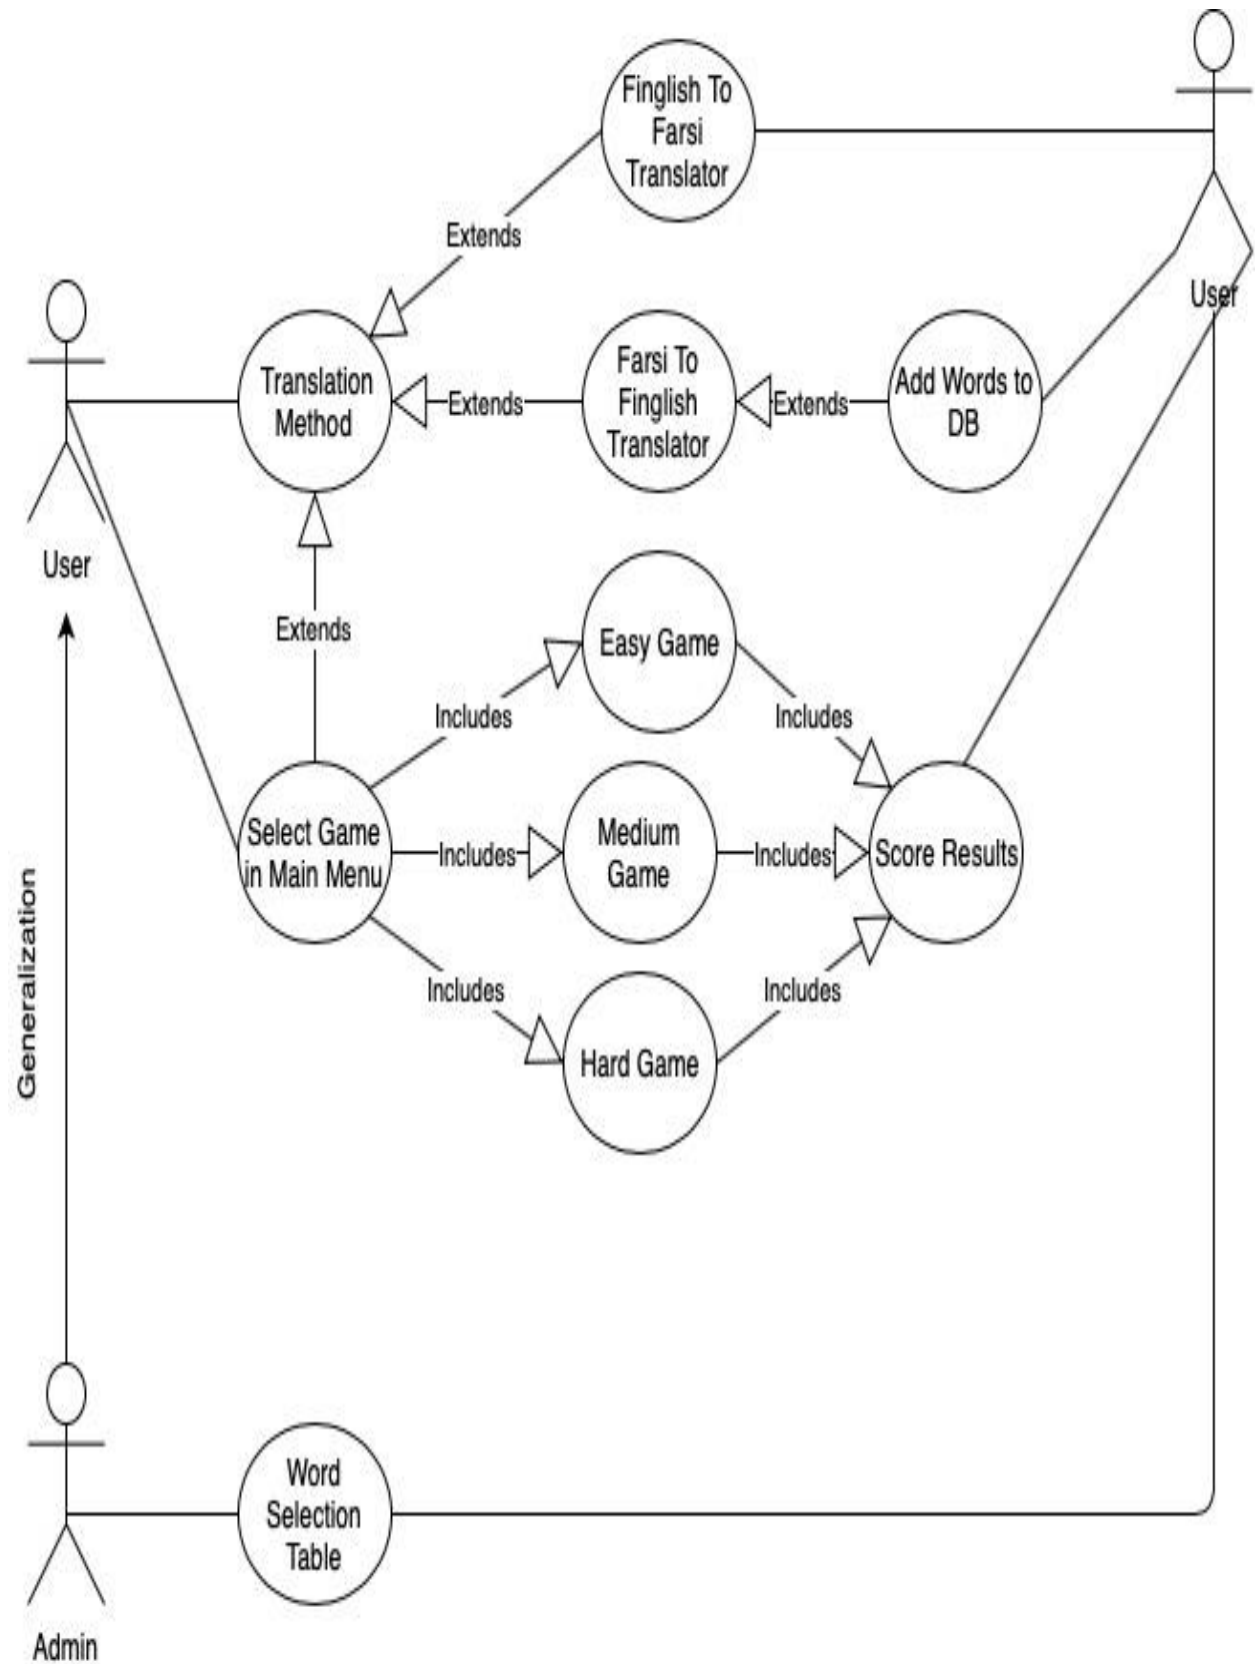 Finglish To
Farsi
Translator
Extends
User
Translation
Method
Extends
Farsi To
Finglish
Translator
Extends
Add Words to
DB
User
Extends
Easy Game
Includes
Includes
Select Game
in Main Menu
Includes
Medium
Game
Includes
Score Results
Generalization
Includes
Includes
Hard Game
Word
Selection
Table
Admin